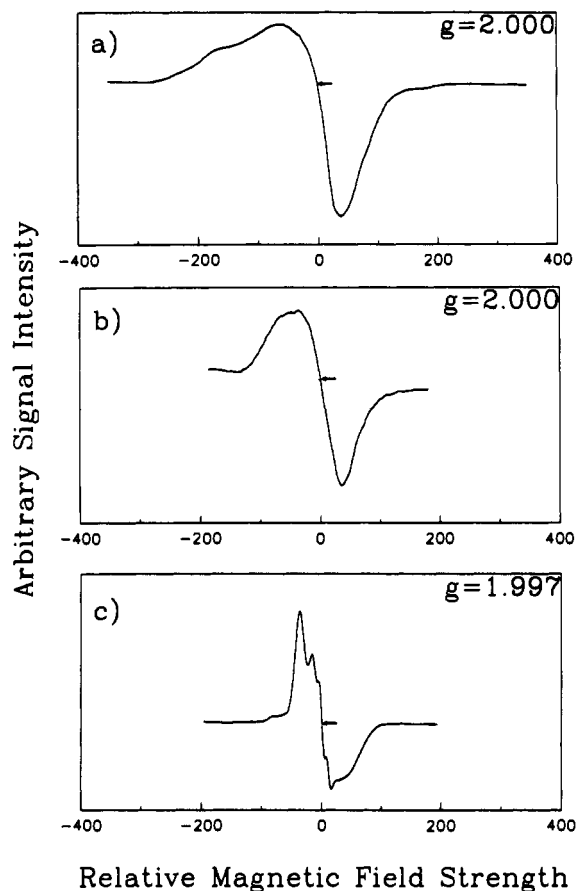 a)
g=2.000
-400
-200
0
200
400
b)
g=2.000
-400
-200
0
200
400
c)
g=1.997
-400
-200
0
200
400
Arbitrary Signal Intensity
Relative Magnetic Field Strength